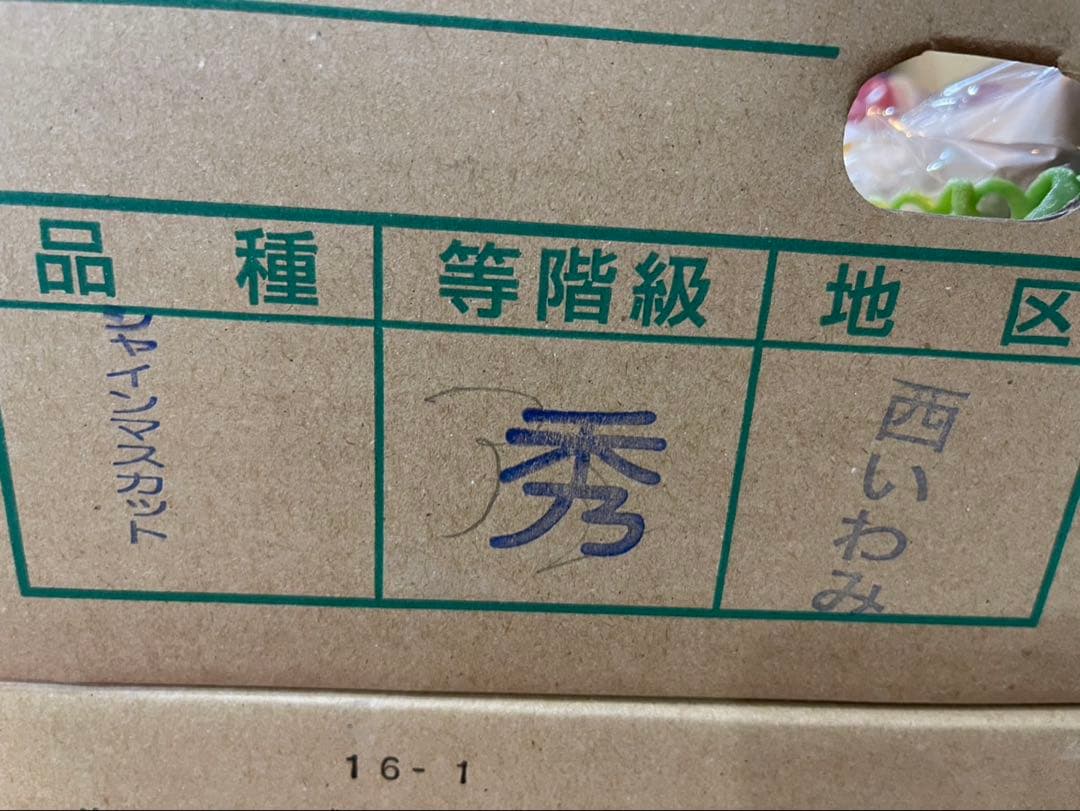 品種 等階級 地区
シャインマスカット 秀 西いわみ
16-1